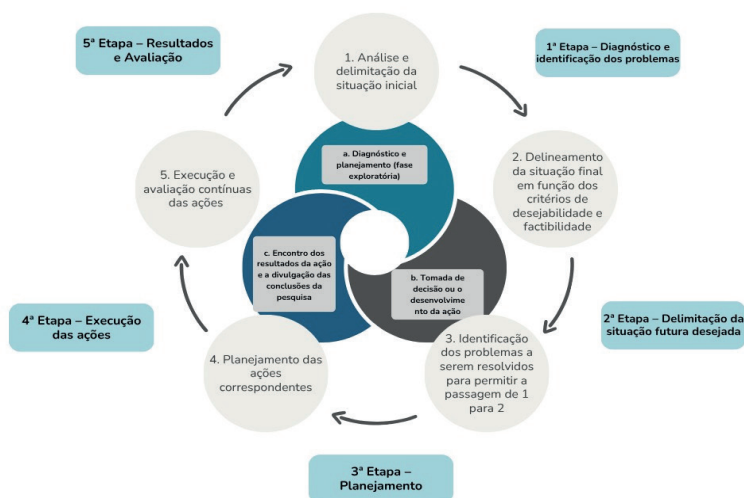 5ª Etapa – Resultados
e Avaliação
1ª Etapa – Diagnóstico e
identificação dos problemas
1. Análise e
delimitação da
situação inicial
2. Delineamento
da situação final
em função dos
critérios de
desejabilidade e
factibilidade
5. Execução e
avaliação contínuas
das ações
a. Diagnóstico e
planejamento (fase
exploratória)
c. Encontro dos
resultados da ação
e a divulgação das
conclusões da
pesquisa
b. Tomada de
decisão ou o
desenvolvime
nto da ação
4ª Etapa – Execução
das ações
2ª Etapa – Delimitação da
situação futura desejada
4. Planejamento das
ações
correspondentes
3. Identificação
dos problemas a
serem resolvidos
para permitir a
passagem de 1
para 2
3ª Etapa –
Planejamento